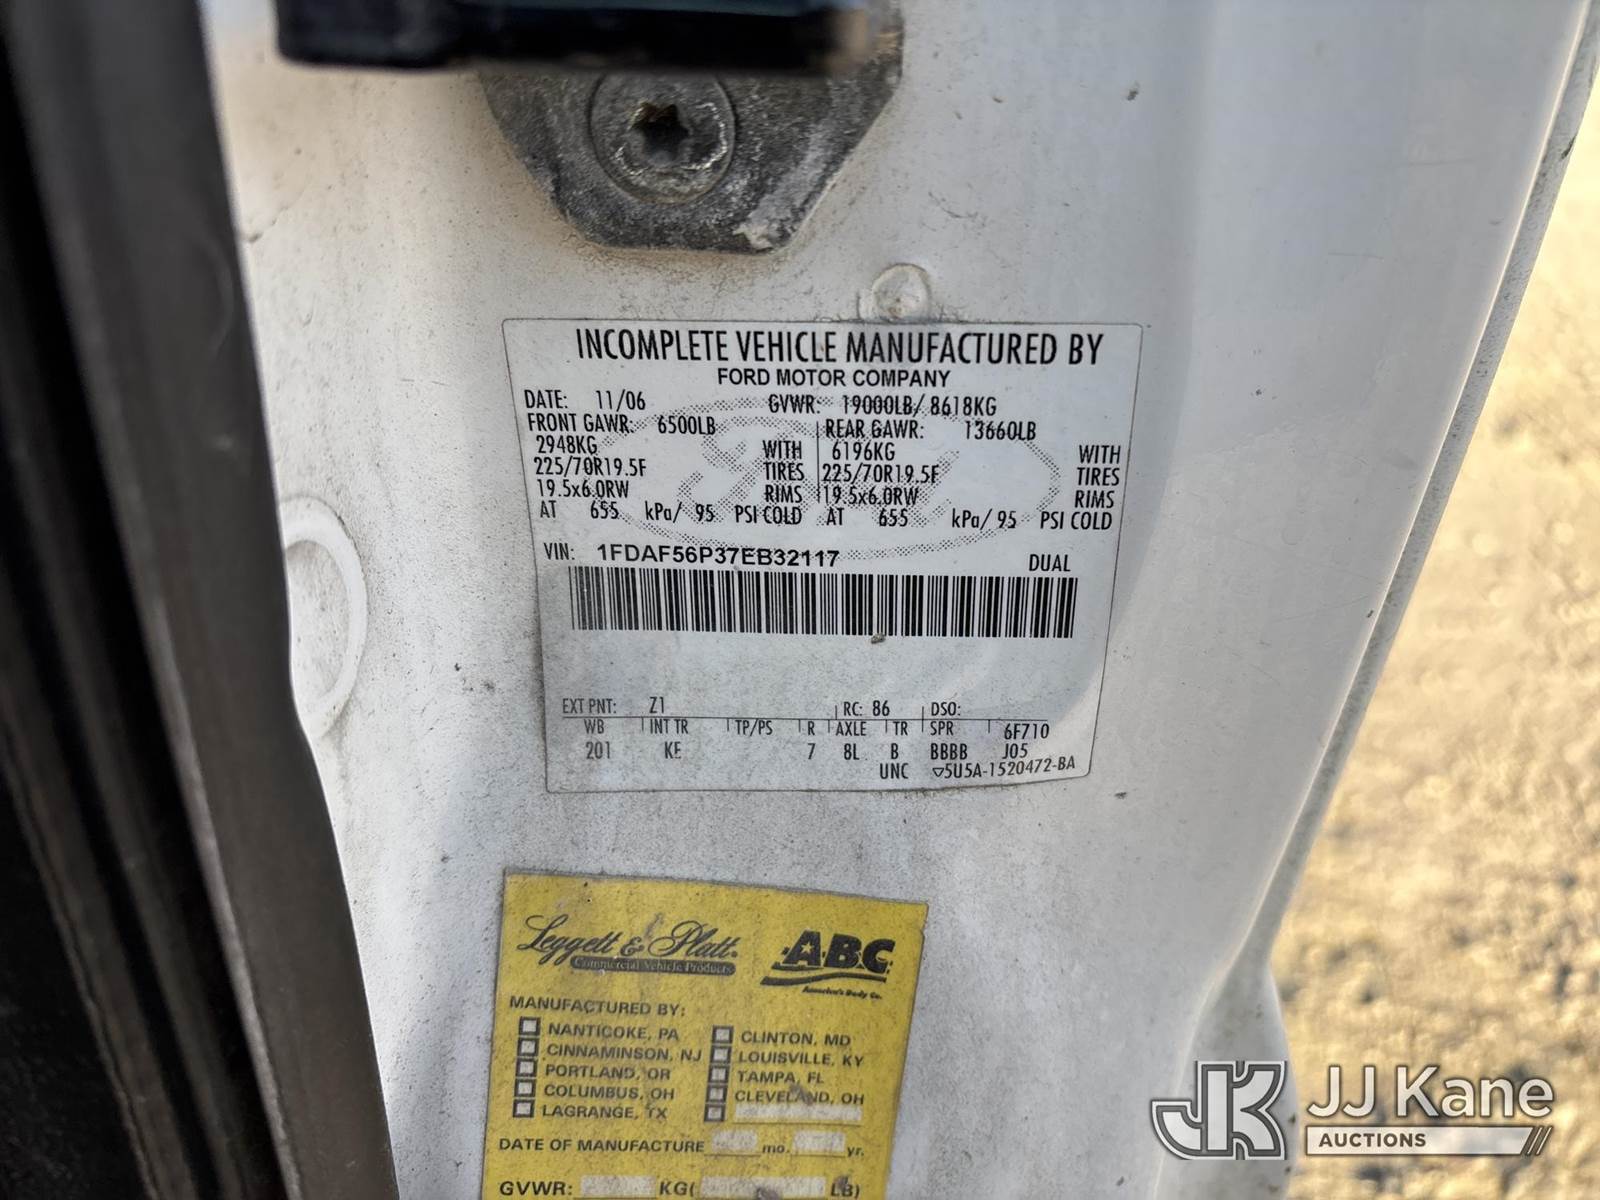 INCOMPLETE VEHICLE MANUFACTURED BY
FORD MOTOR COMPANY
DATE: 11/06 GVWR: 19000LB/ 8618KG
FRONT GAWR: 6500LB REAR GAWR: 13660LB
2948KG WITH 6196KG WITH
225/70R19.5F TIRES 225/70R19.5F TIRES
19.5x6.0RW RIMS 19.5x6.0RW RIMS
AT 655 kPa/ 95 PSI COLD AT 655 kPa/ 95 PSI COLD
VIN: 1FDAF56P37EB32117 DUAL
EXT PNT: Z1 RC: 86 DSO:
WB INT TR TP/PS R AXLE TR SPR 6F710
201 KE 7 8L B BBBB J05
UNC ▽5U5A-1520472-BA
Leggett & Platt. ABC
Commercial Vehicle Products America's Body Co.
MANUFACTURED BY:
NANTICOKE, PA CLINTON, MD
CINNAMINSON, NJ LOUISVILLE, KY
PORTLAND, OR TAMPA, FL
COLUMBUS, OH CLEVELAND, OH
LAGRANGE, TX
DATE OF MANUFACTURE mo. yr.
GVWR: KG( LB)
JK JJ Kane
AUCTIONS